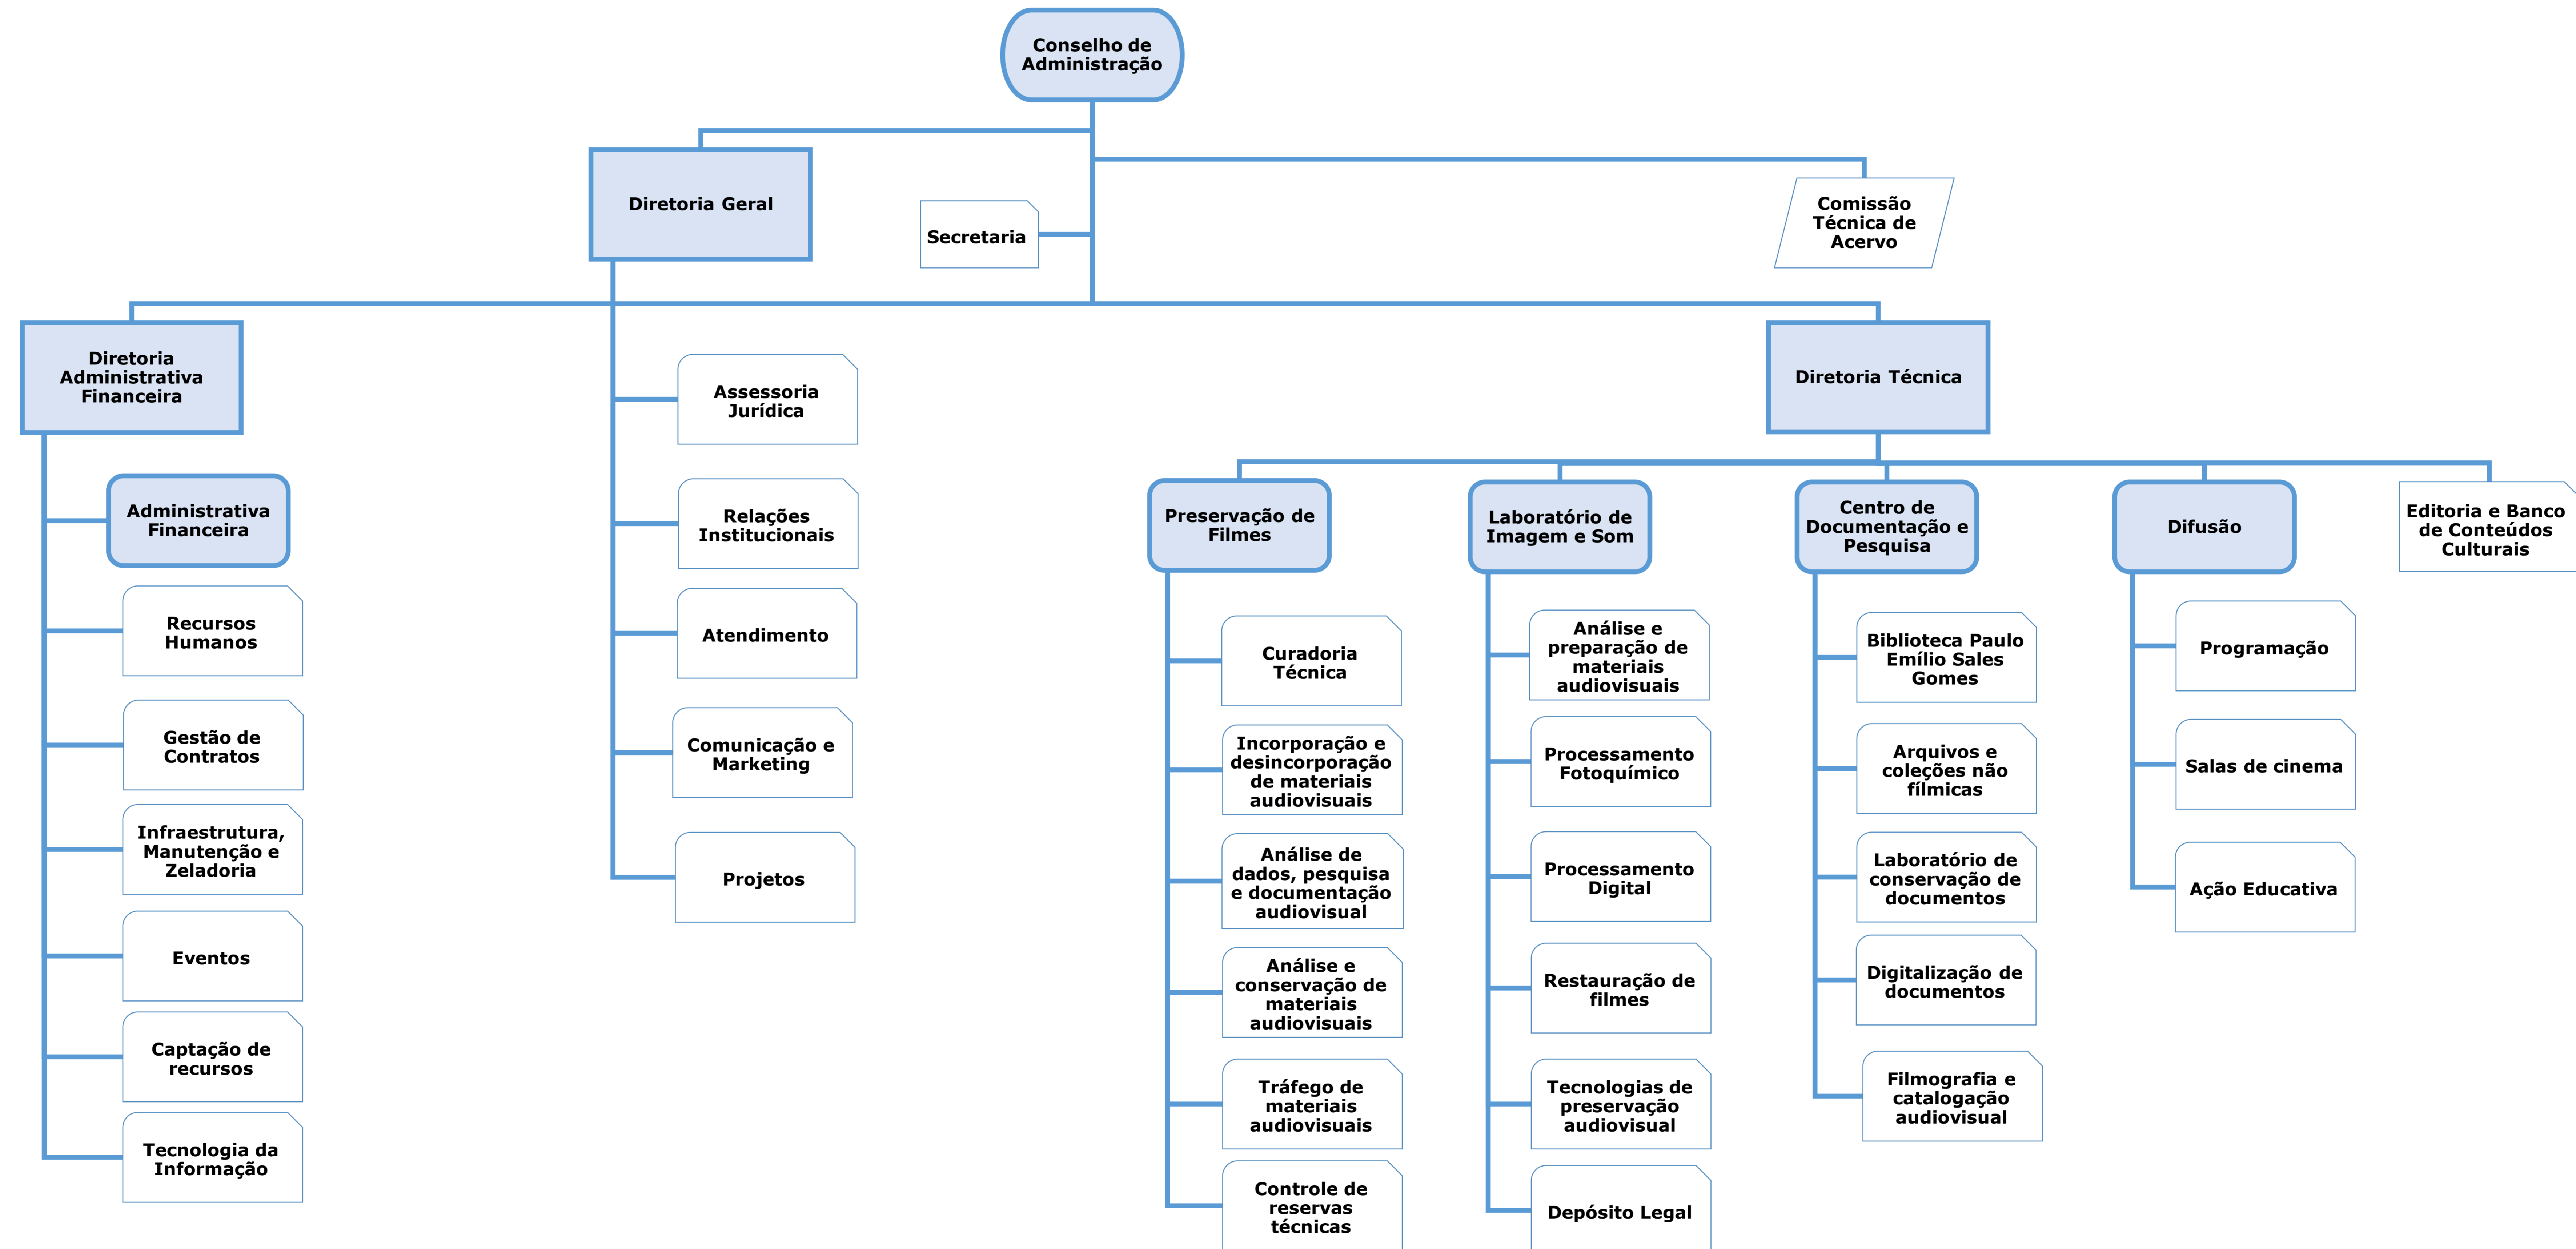 Conselho de
Administração
Diretoria Geral
Secretaria
Comissão
Técnica de
Acervo
Diretoria
Administrativa
Financeira
Diretoria Técnica
Administrativa
Financeira
Recursos
Humanos
Gestão de
Contratos
Infraestrutura,
Manutenção e
Zeladoria
Eventos
Captação de
recursos
Tecnologia da
Informação
Assessoria
Jurídica
Relações
Institucionais
Atendimento
Comunicação e
Marketing
Projetos
Preservação de
Filmes
Curadoria
Técnica
Incorporação e
desincorporação
de materiais
audiovisuais
Análise de
dados, pesquisa
e documentação
audiovisual
Análise e
conservação de
materiais
audiovisuais
Tráfego de
materiais
audiovisuais
Controle de
reservas
técnicas
Laboratório de
Imagem e Som
Análise e
preparação de
materiais
audiovisuais
Processamento
Fotoquímico
Processamento
Digital
Restauração de
filmes
Tecnologias de
preservação
audiovisual
Depósito Legal
Centro de
Documentação e
Pesquisa
Biblioteca Paulo
Emílio Sales
Gomes
Arquivos e
coleções não
fílmicas
Laboratório de
conservação de
documentos
Digitalização de
documentos
Filmografia e
catalogação
audiovisual
Difusão
Programação
Salas de cinema
Ação Educativa
Editoria e Banco
de Conteúdos
Culturais